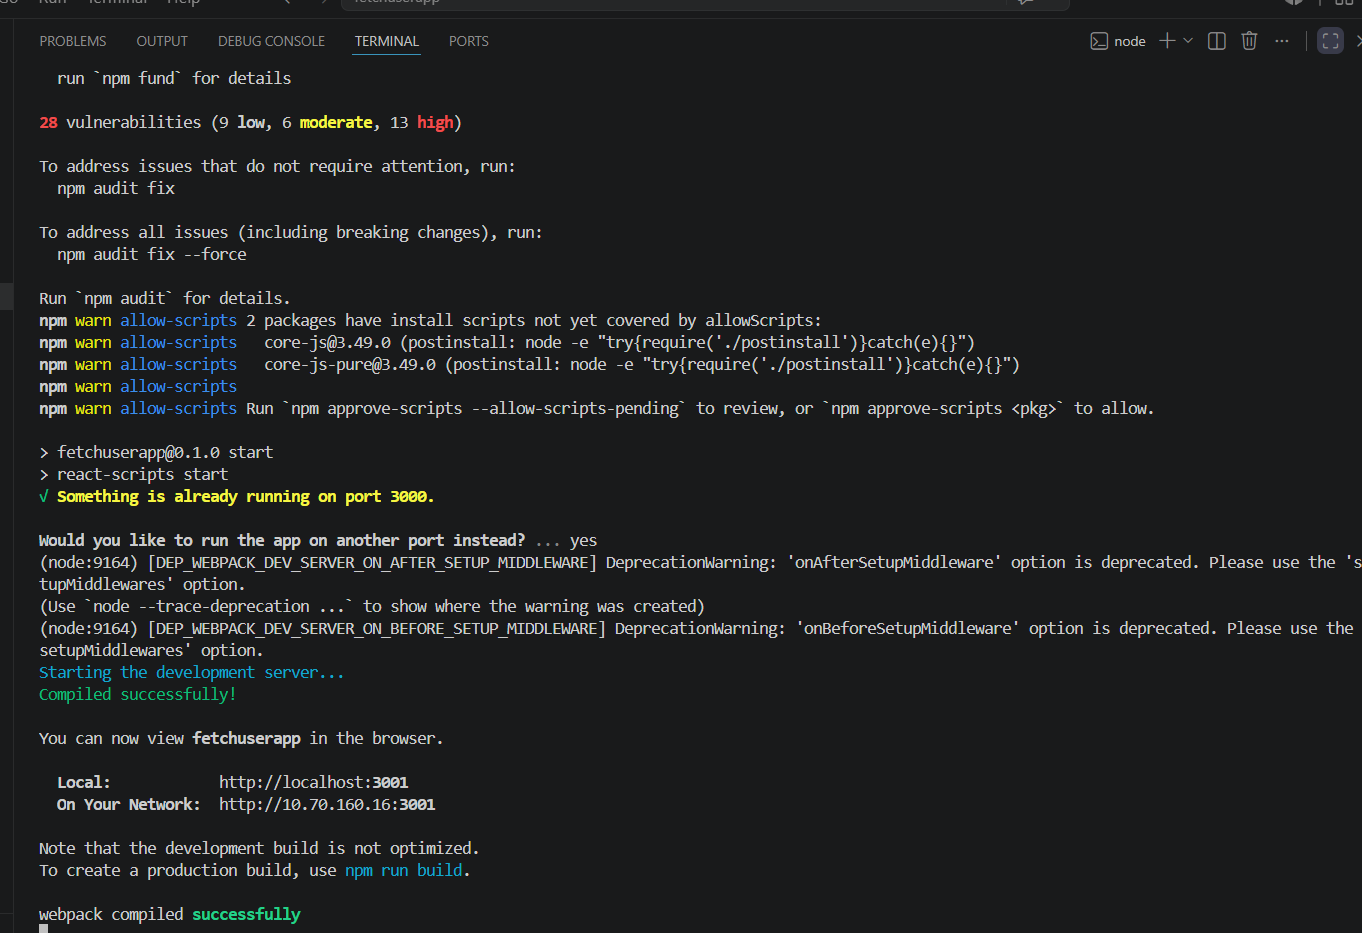 Run Terminal Help
fetchuserapp
PROBLEMS OUTPUT DEBUG CONSOLE TERMINAL PORTS node
run `npm fund` for details
28 vulnerabilities (9 low, 6 moderate, 13 high)
To address issues that do not require attention, run:
npm audit fix
To address all issues (including breaking changes), run:
npm audit fix --force
Run `npm audit` for details.
npm warn allow-scripts 2 packages have install scripts not yet covered by allowScripts:
npm warn allow-scripts   core-js@3.49.0 (postinstall: node -e "try{require('./postinstall')}catch(e){}")
npm warn allow-scripts   core-js-pure@3.49.0 (postinstall: node -e "try{require('./postinstall')}catch(e){}")
npm warn allow-scripts
npm warn allow-scripts Run `npm approve-scripts --allow-scripts-pending` to review, or `npm approve-scripts <pkg>` to allow.
> fetchuserapp@0.1.0 start
> react-scripts start
√ Something is already running on port 3000.
Would you like to run the app on another port instead? ... yes
(node:9164) [DEP_WEBPACK_DEV_SERVER_ON_AFTER_SETUP_MIDDLEWARE] DeprecationWarning: 'onAfterSetupMiddleware' option is deprecated. Please use the 's
tupMiddlewares' option.
(Use `node --trace-deprecation ...` to show where the warning was created)
(node:9164) [DEP_WEBPACK_DEV_SERVER_ON_BEFORE_SETUP_MIDDLEWARE] DeprecationWarning: 'onBeforeSetupMiddleware' option is deprecated. Please use the
setupMiddlewares' option.
Starting the development server...
Compiled successfully!
You can now view fetchuserapp in the browser.
Local: http://localhost:3001
On Your Network: http://10.70.160.16:3001
Note that the development build is not optimized.
To create a production build, use npm run build.
webpack compiled successfully